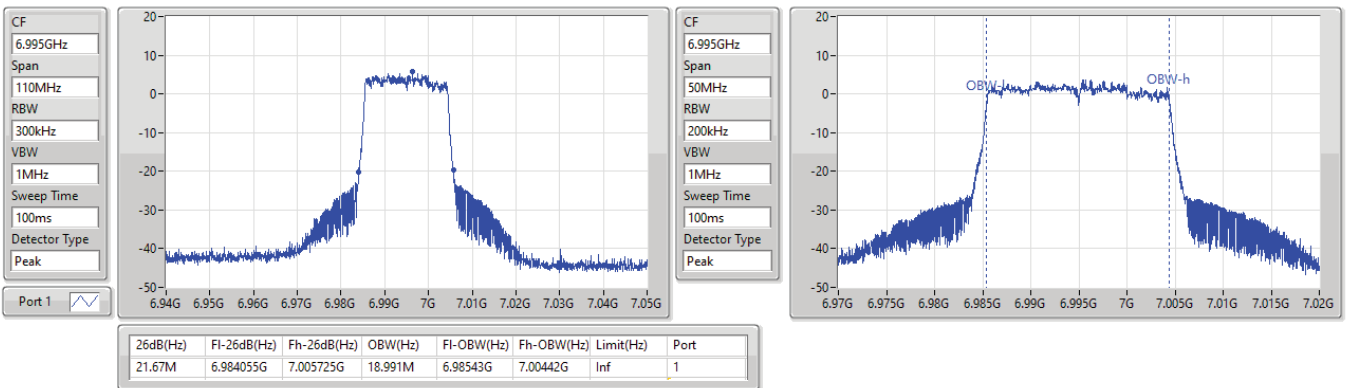 CF
6.995GHz
Span
110MHz
RBW
300kHz
VBW
1MHz
Sweep Time
100ms
Detector Type
Peak
Port 1
20-
10-
0-
-10-
-20-
-30-
-40-
-50-
6.94G 6.95G 6.96G 6.97G 6.98G 6.99G 7G 7.01G 7.02G 7.03G 7.04G 7.05G
CF
6.995GHz
Span
50MHz
RBW
200kHz
VBW
1MHz
Sweep Time
100ms
Detector Type
Peak
20-
10-
0-
-10-
-20-
-30-
-40-
-50-
OBW-l OBW-h
6.97G 6.975G 6.98G 6.985G 6.99G 6.995G 7G 7.005G 7.01G 7.015G 7.02G
26dB(Hz) Fl-26dB(Hz) Fh-26dB(Hz) OBW(Hz) Fl-OBW(Hz) Fh-OBW(Hz) Limit(Hz) Port
21.67M 6.984055G 7.005725G 18.991M 6.98543G 7.00442G Inf 1